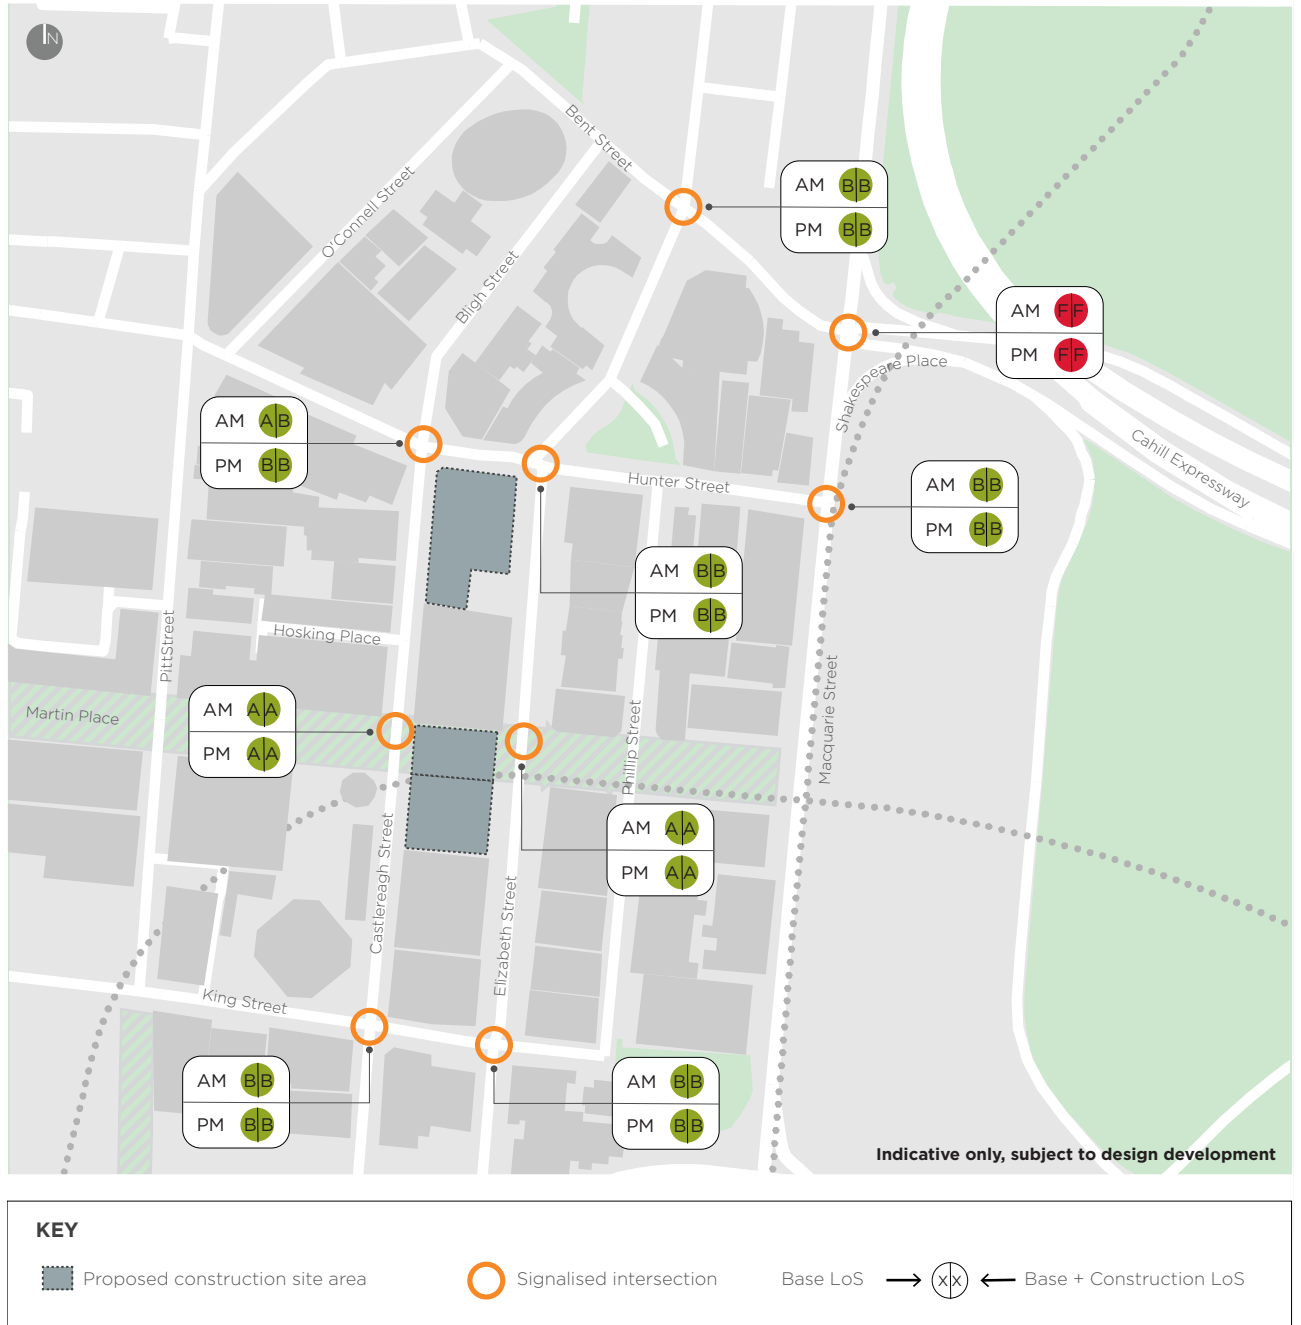 N
Bent Street
O'Connell Street
Bligh Street
AM B B
PM B B
AM F F
PM F F
Shakespeare Place
Cahill Expressway
AM A B
PM B B
Hunter Street
AM B B
PM B B
AM B B
PM B B
PittStreet
Hosking Place
Macquarie Street
Martin Place
AM A A
PM A A
Phillip Street
AM A A
PM A A
Castlereagh Street
Elizabeth Street
King Street
AM B B
PM B B
AM B B
PM B B
Indicative only, subject to design development
KEY
Proposed construction site area
Signalised intersection
Base LoS
X X
Base + Construction LoS